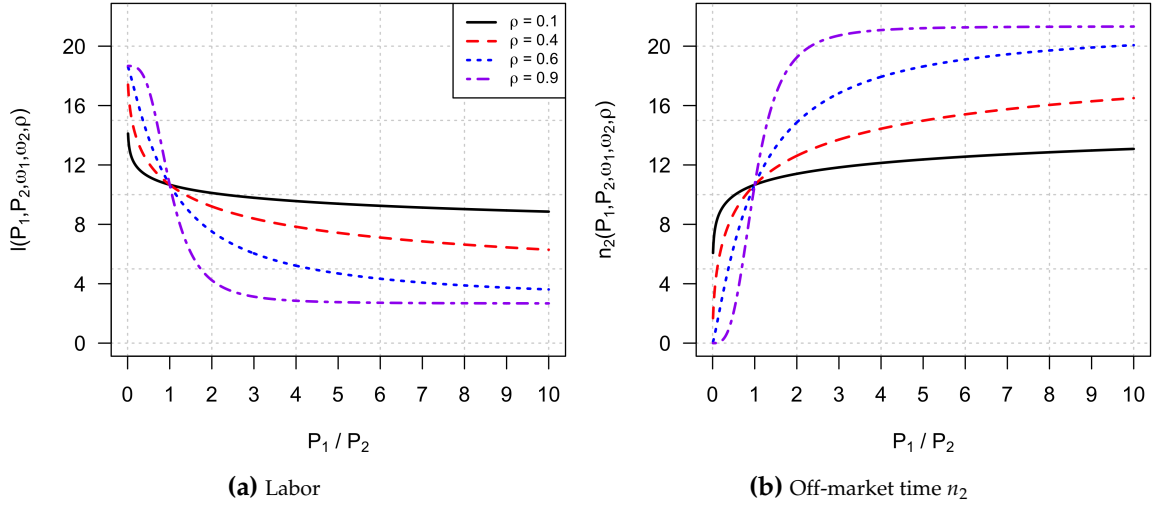 l(P₁,P₂,ω₁,ω₂,ρ)
20
16
12
8
4
0
0 1 2 3 4 5 6 7 8 9 10
P₁ / P₂
ρ = 0.1
ρ = 0.4
ρ = 0.6
ρ = 0.9
(a) Labor
n₂(P₁,P₂,ω₁,ω₂,ρ)
20
16
12
8
4
0
0 1 2 3 4 5 6 7 8 9 10
P₁ / P₂
(b) Off-market time n₂